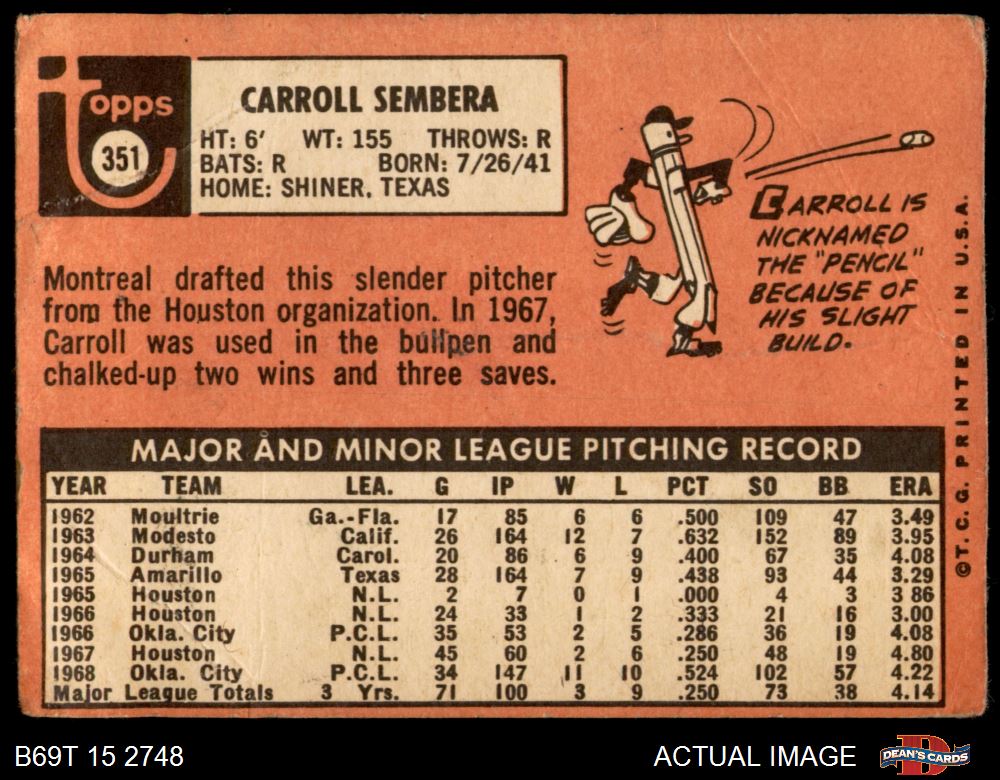 Topps
351
CARROLL SEMBERA
HT: 6' WT: 155 THROWS: R
BATS: R BORN: 7/26/41
HOME: SHINER, TEXAS
CARROLL IS
NICKNAMED
THE "PENCIL"
BECAUSE OF
HIS SLIGHT
BUILD.
Montreal drafted this slender pitcher
from the Houston organization. In 1967,
Carroll was used in the bullpen and
chalked-up two wins and three saves.
MAJOR AND MINOR LEAGUE PITCHING RECORD
YEAR TEAM LEA. G IP W L PCT SO BB ERA
1962 Moultrie Ga.-Fla. 17 85 6 6 .500 109 47 3.49
1963 Modesto Calif. 26 164 12 7 .632 152 89 3.95
1964 Durham Carol. 20 86 6 9 .400 67 35 4.08
1965 Amarillo Texas 28 164 7 9 .438 93 44 3.29
1965 Houston N.L. 2 7 0 1 .000 4 3 3 86
1966 Houston N.L. 24 33 1 2 .333 21 16 3.00
1966 Okla. City P.C.L. 35 53 2 5 .286 36 19 4.08
1967 Houston N.L. 45 60 2 6 .250 48 19 4.80
1968 Okla. City P.C.L. 34 147 11 10 .524 102 57 4.22
Major League Totals 3 Yrs. 71 100 3 9 .250 73 38 4.14
©T.C.G. PRINTED IN U.S.A.
B69T 15 2748
ACTUAL IMAGE
DEAN'S CARDS